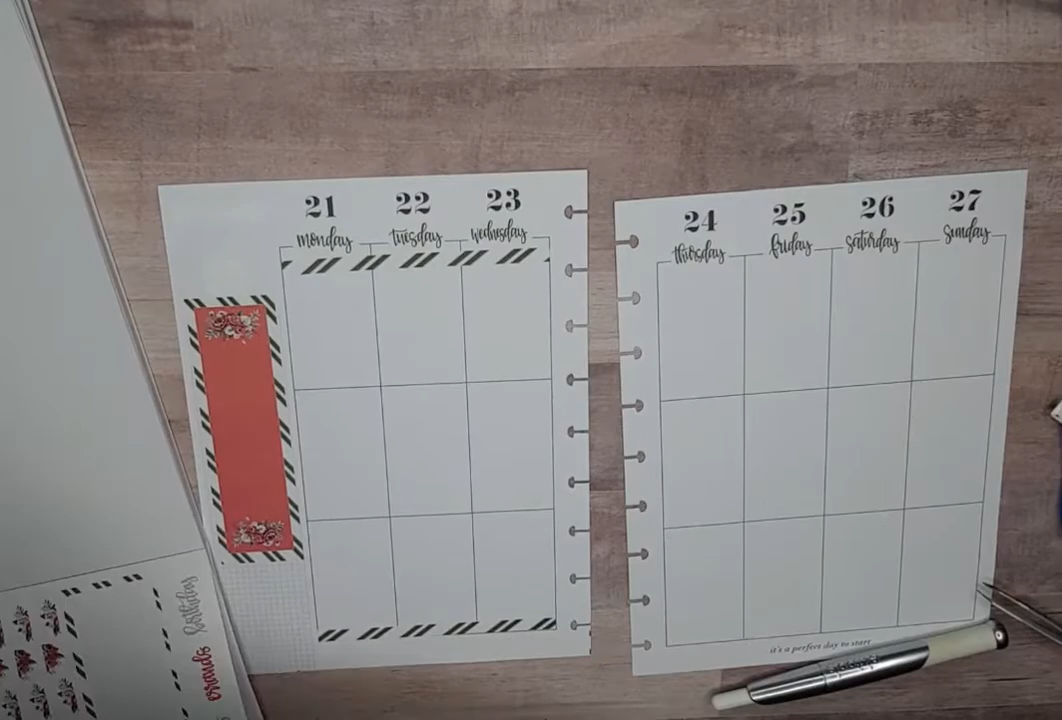 21 22 23
monday tuesday wednesday
24 25 26 27
thursday friday saturday sunday
it's a perfect day to start
birthday
errands